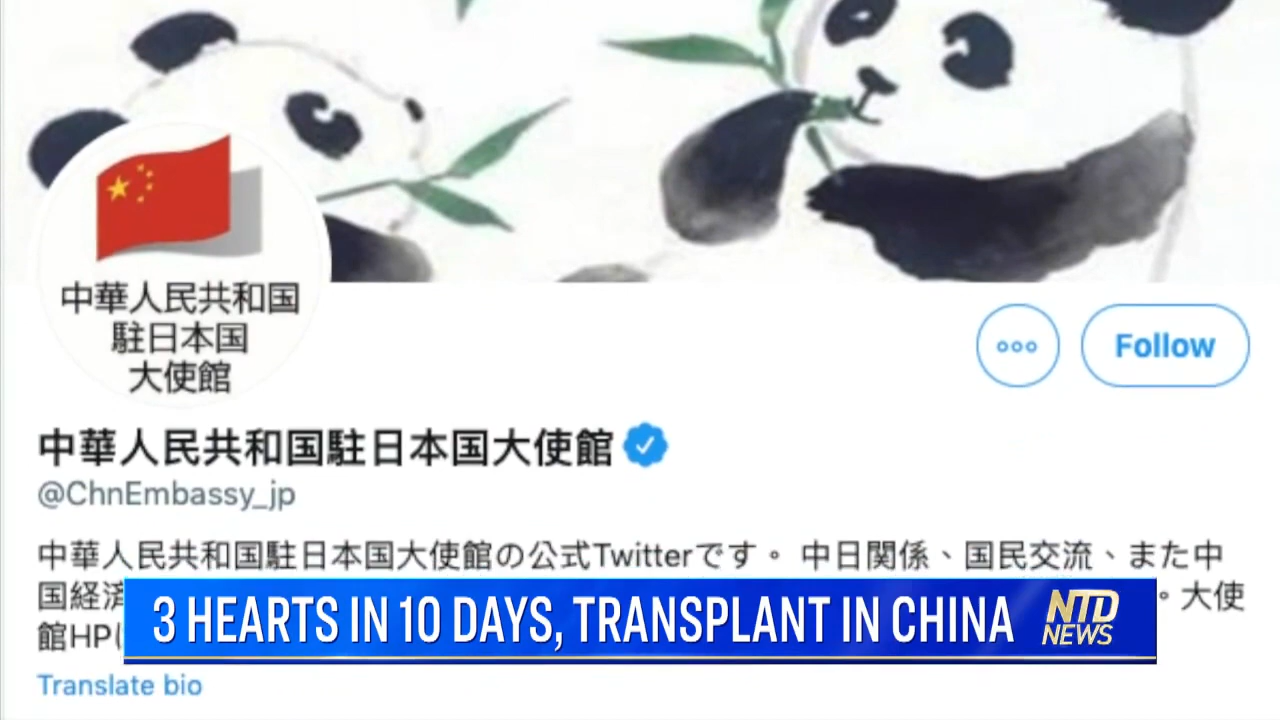 中華人民共和国
駐日本国
大使館
Follow
中華人民共和国駐日本国大使館
@ChnEmbassy_jp
中華人民共和国駐日本国大使館の公式Twitterです。 中日関係、国民交流、また中
国経済 。大使
館HP
3 HEARTS IN 10 DAYS, TRANSPLANT IN CHINA
NTD
NEWS
Translate bio